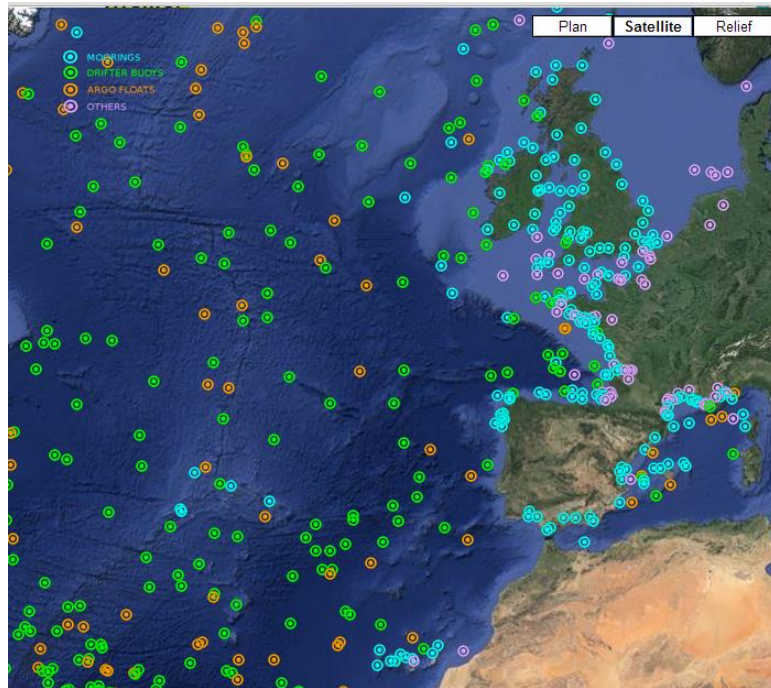 Plan
Satellite
Relief
MOORINGS
DRIFTER BUOYS
ARGO FLOATS
OTHERS